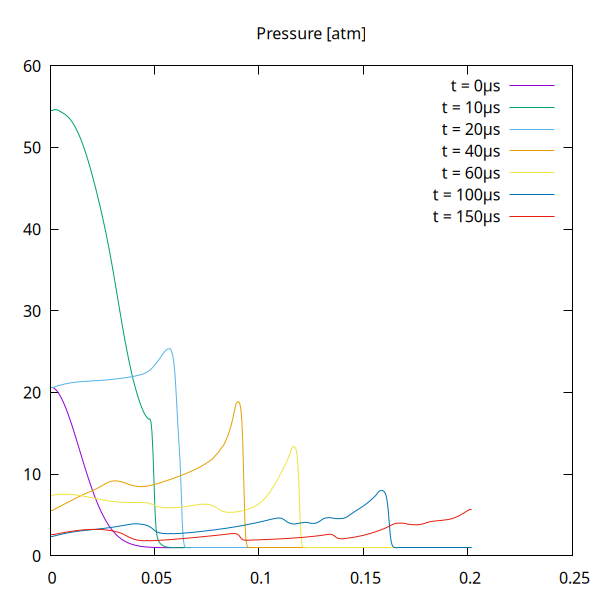 Pressure [atm]
60
50
40
30
20
10
0
t = 0µs
t = 10µs
t = 20µs
t = 40µs
t = 60µs
t = 100µs
t = 150µs
0 0.05 0.1 0.15 0.2 0.25